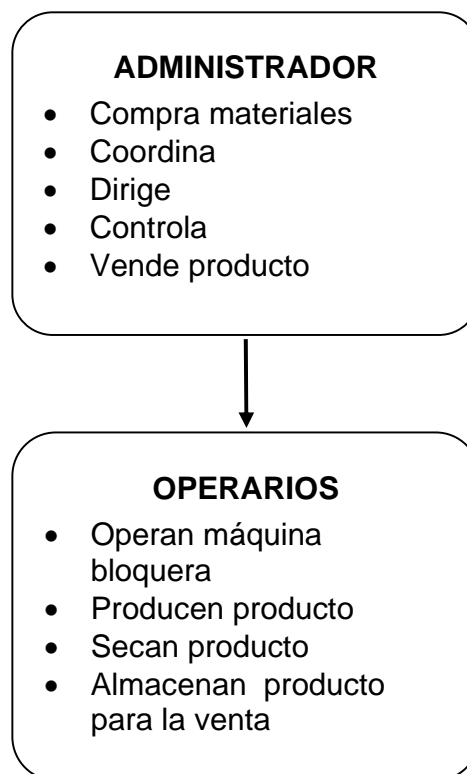 ADMINISTRADOR
• Compra materiales
• Coordina
• Dirige
• Controla
• Vende producto
OPERARIOS
• Operan máquina
bloquera
• Producen producto
• Secan producto
• Almacenan producto
para la venta